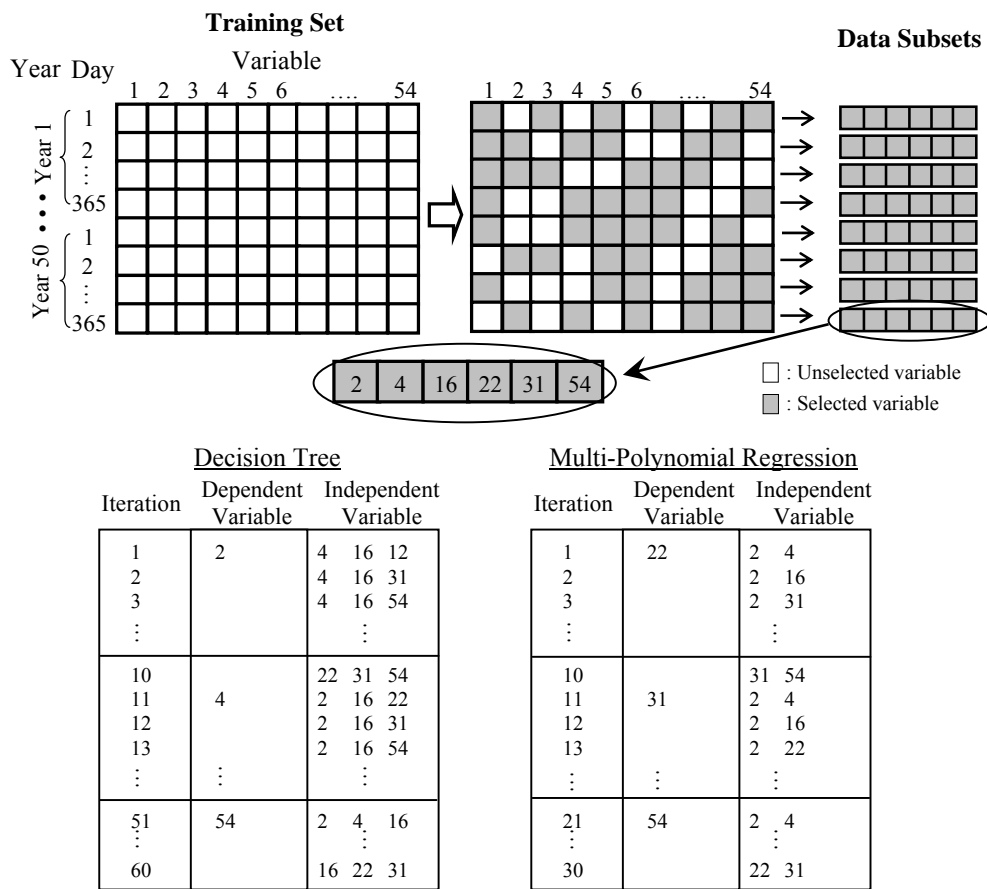 Training Set
Data Subsets
Year Day Variable
1 2 3 4 5 6 …. 54
1 2 3 4 5 6 …. 54
Year 1
1
2
⋮
365
• • •
Year 50
1
2
⋮
365
2 4 16 22 31 54
: Unselected variable
: Selected variable
Decision Tree
Iteration Dependent Variable Independent Variable
1 2 4 16 12
2 4 16 31
3 4 16 54
⋮ ⋮
10 22 31 54
11 4 2 16 22
12 2 16 31
13 2 16 54
⋮ ⋮ ⋮
51 54 2 4 16
⋮ ⋮
60 16 22 31
Multi-Polynomial Regression
Iteration Dependent Variable Independent Variable
1 22 2 4
2 2 16
3 2 31
⋮ ⋮
10 31 54
11 31 2 4
12 2 16
13 2 22
⋮ ⋮ ⋮
21 54 2 4
⋮ ⋮
30 22 31